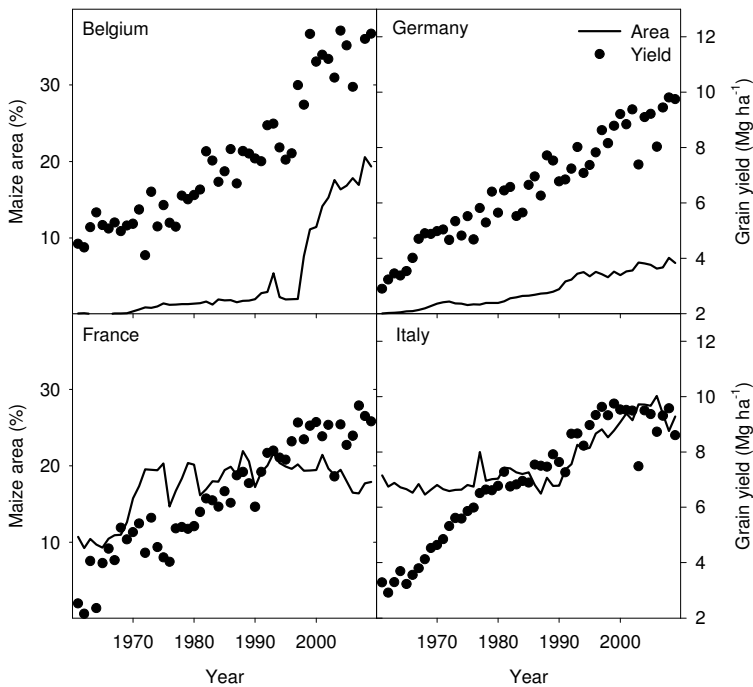 Belgium
Germany
Area
Yield
12
10
8
6
4
2
30
20
10
Maize area (%)
Grain yield (Mg ha⁻¹)
France
Italy
30
20
10
10
8
6
4
2
Maize area (%)
Grain yield (Mg ha⁻¹)
1970 1980 1990 2000
1970 1980 1990 2000
Year
Year